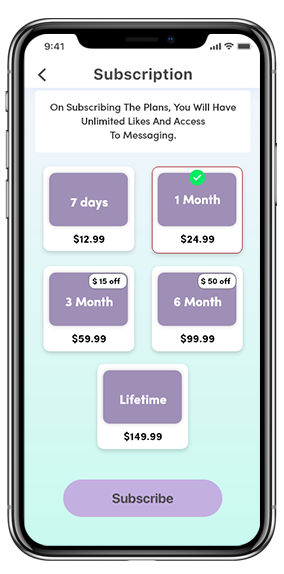 9:41
Subscription
On Subscribing The Plans, You Will Have
Unlimited Likes And Access
To Messaging.
7 days
1 Month
$12.99
$24.99
$ 15 off
$ 50 off
3 Month
6 Month
$59.99
$99.99
Lifetime
$149.99
Subscribe